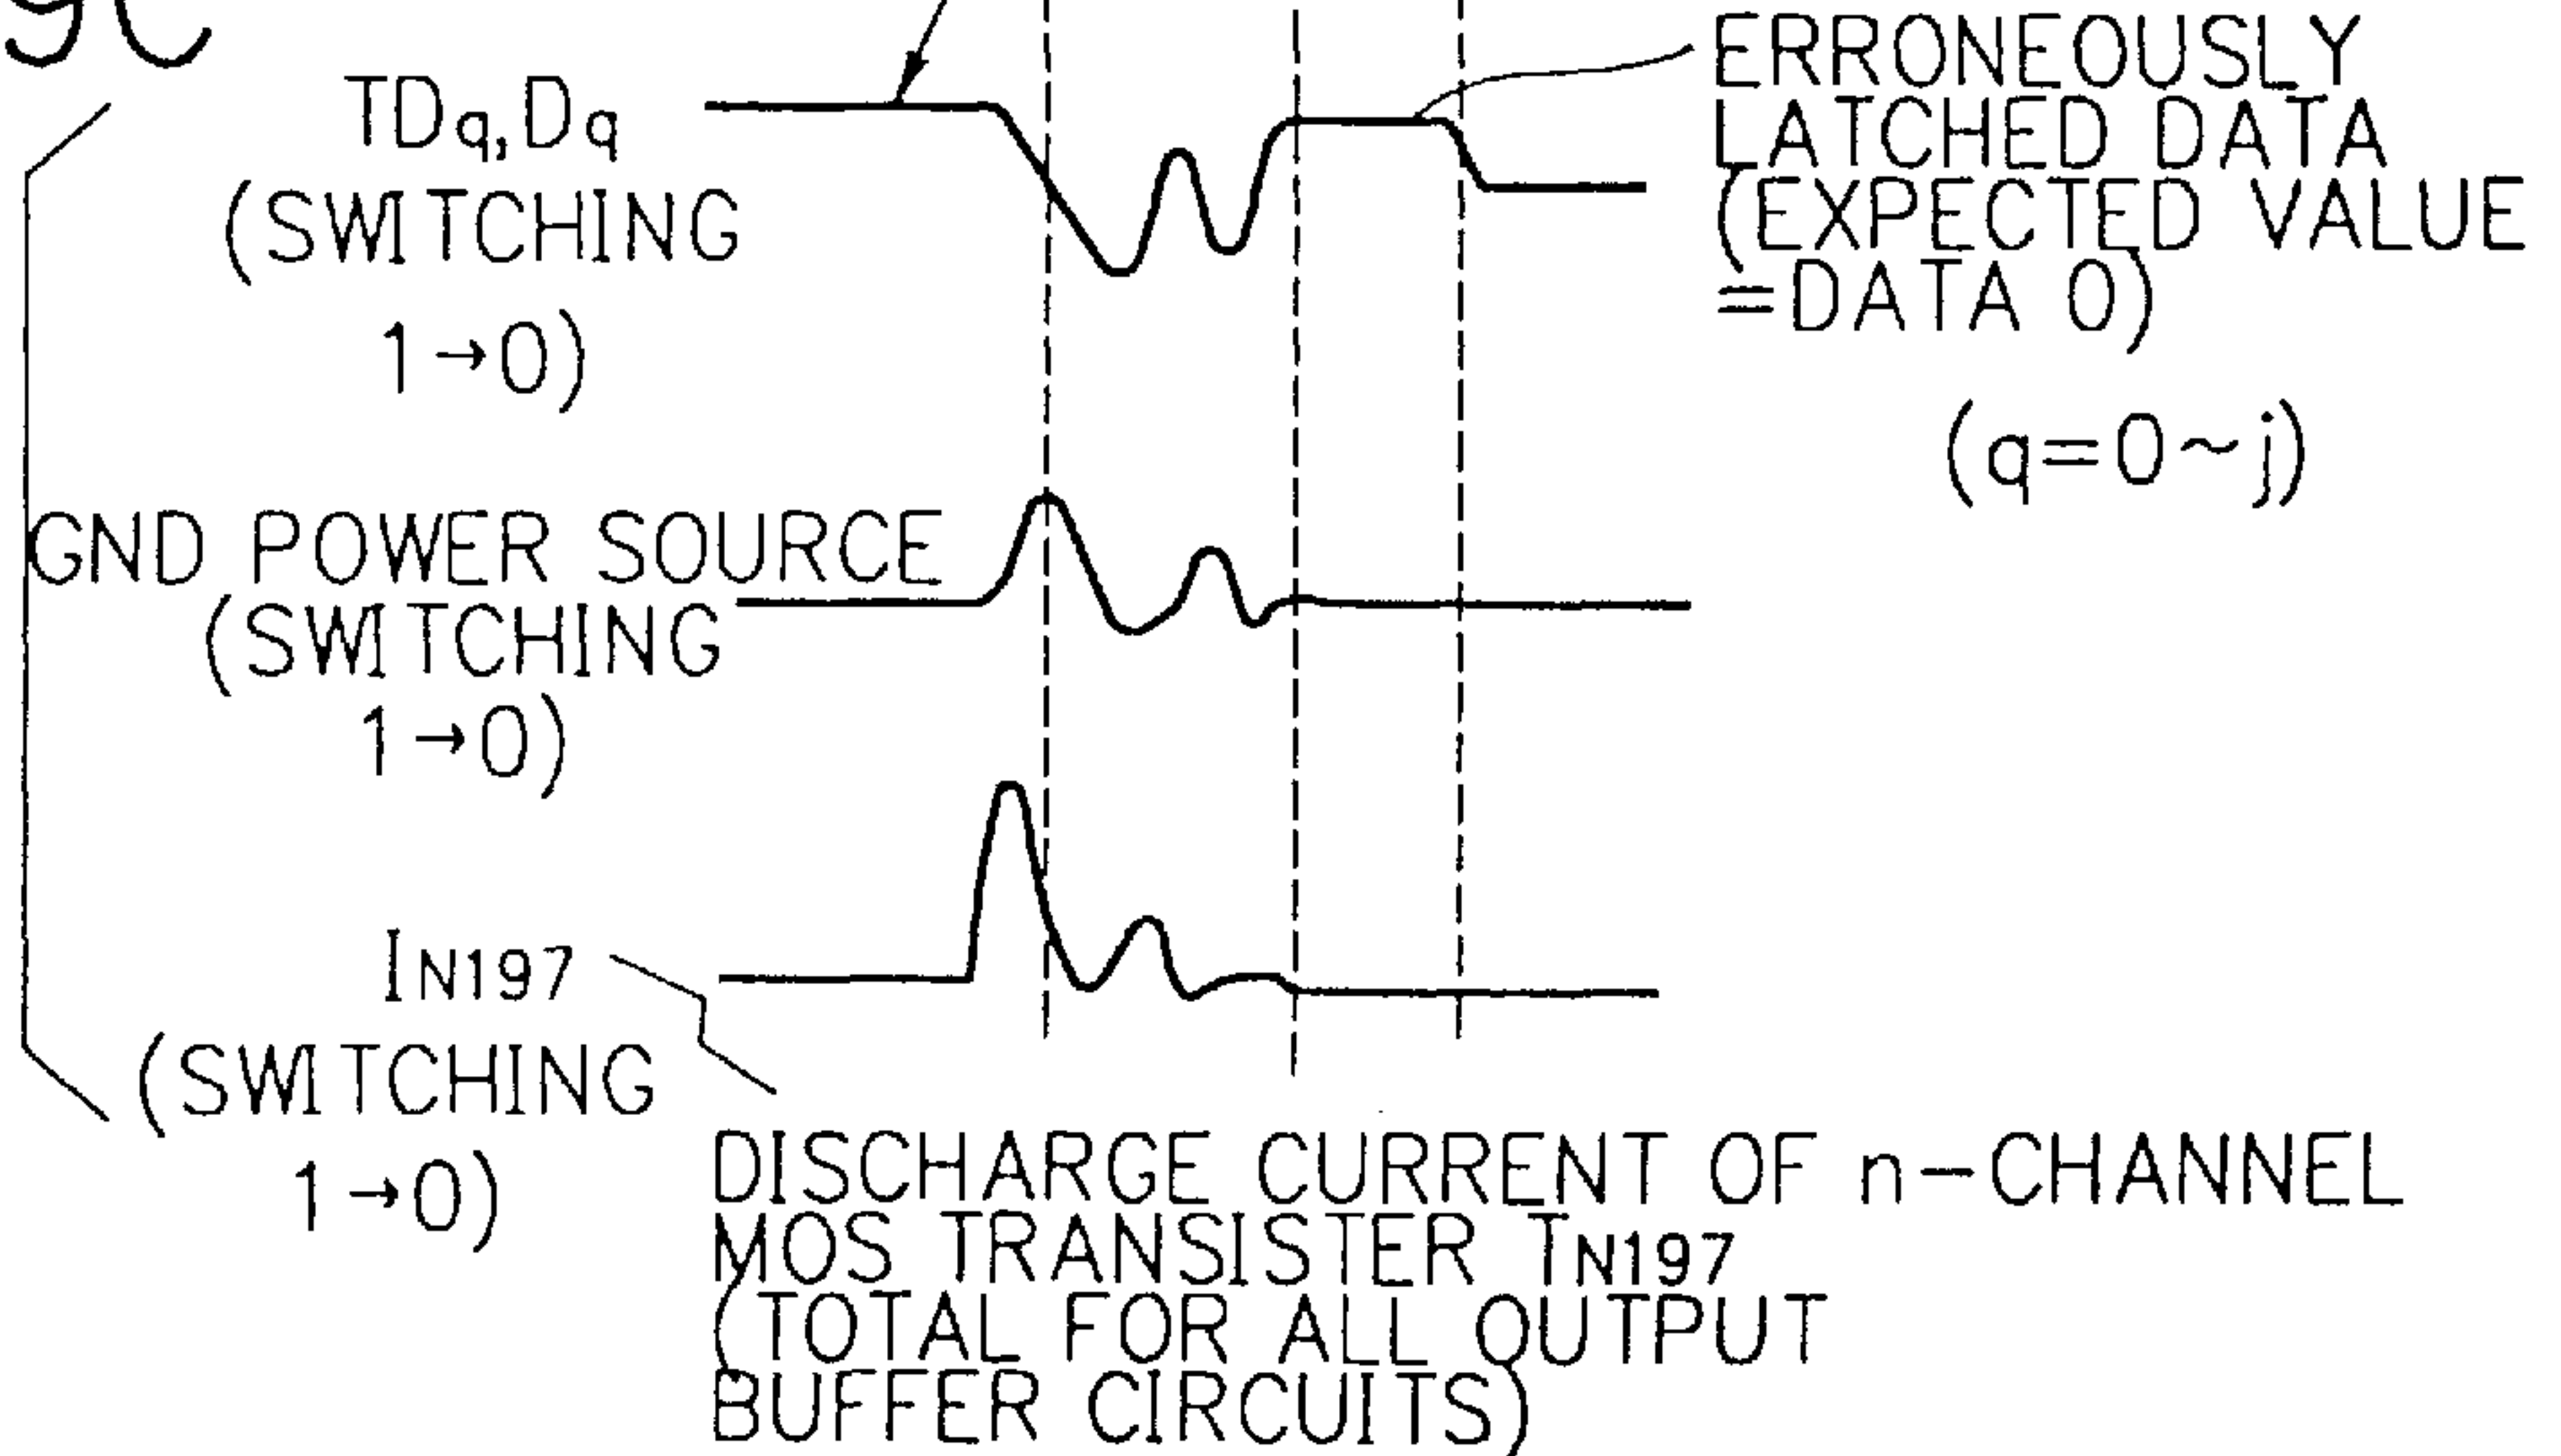 9C
TDq, Dq
(SWITCHING
1→0)
ERRONEOUSLY
LATCHED DATA
(EXPECTED VALUE
=DATA 0)
(q=0~j)
GND POWER SOURCE
(SWITCHING
1→0)
IN197
(SWITCHING
1→0)
DISCHARGE CURRENT OF n-CHANNEL
MOS TRANSISTER TN197
(TOTAL FOR ALL OUTPUT
BUFFER CIRCUITS)